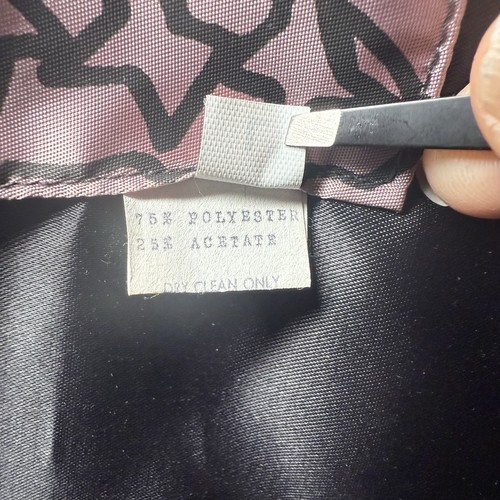 75% POLYESTER
25% ACETATE
DRY CLEAN ONLY